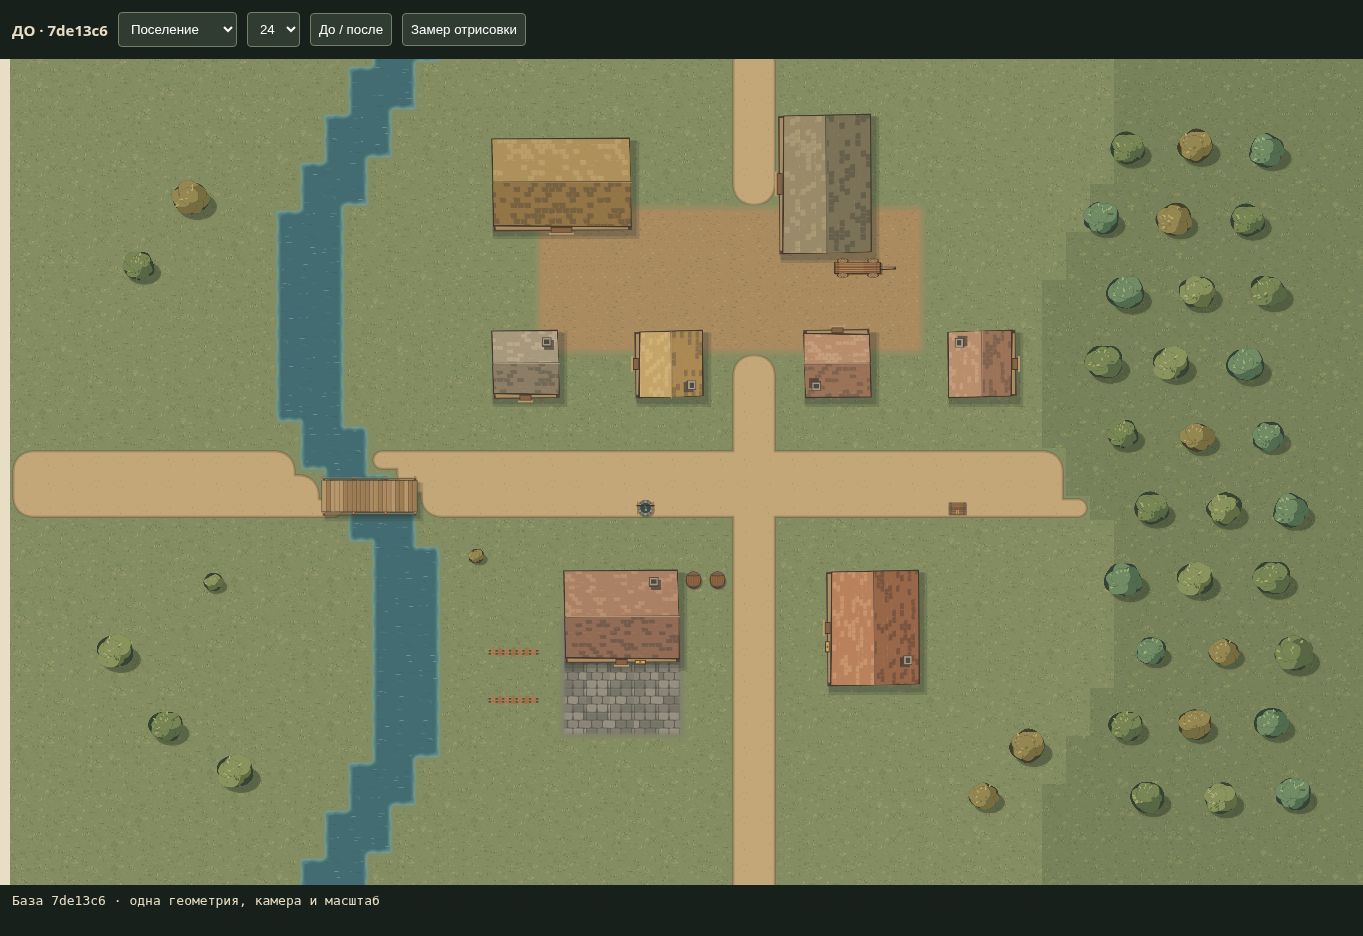 ДО · 7de13c6 Поселение 24 До / после Замер отрисовки
База 7de13c6 · одна геометрия, камера и масштаб